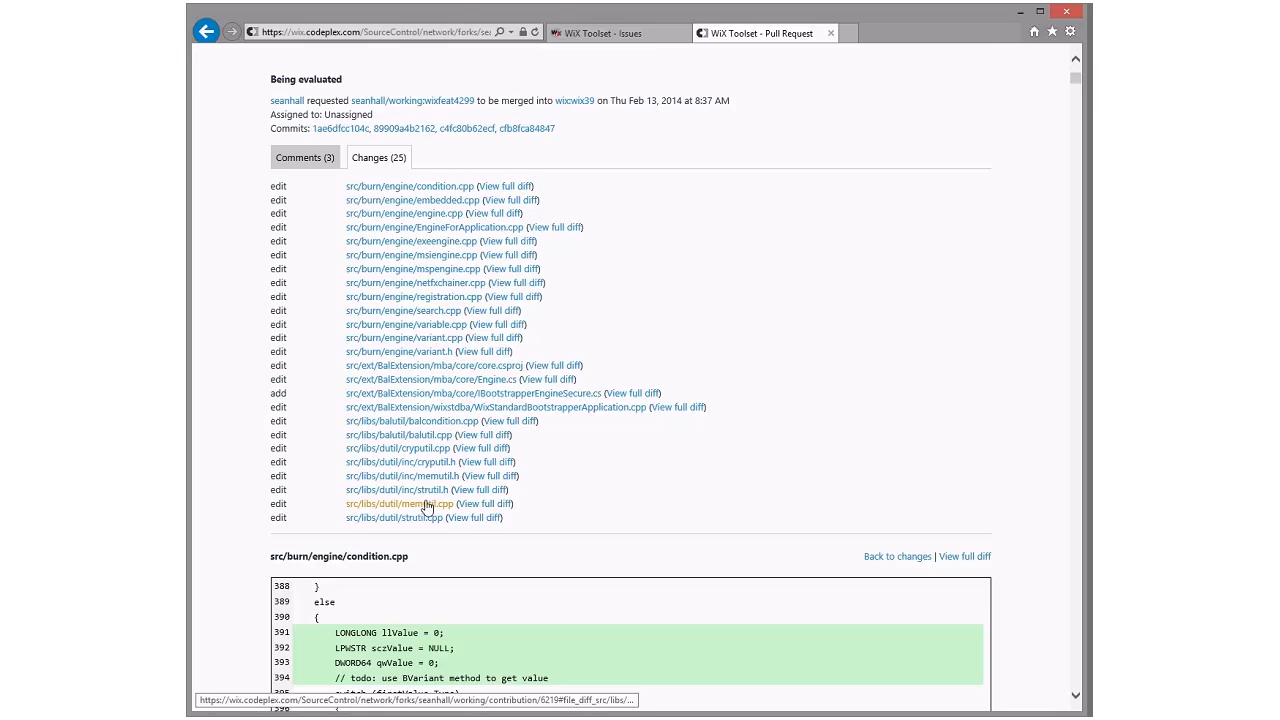 https://wix.codeplex.com/SourceControl/network/forks/sea
WiX Toolset - Issues
WiX Toolset - Pull Request
Being evaluated
seanhall requested seanhall/working:wixfeat4299 to be merged into wix:wix39 on Thu Feb 13, 2014 at 8:37 AM
Assigned to: Unassigned
Commits: 1ae6dfcc104c, 89909a4b2162, c4fc80b62ecf, cfb8fca84847
Comments (3)
Changes (25)
edit src/burn/engine/condition.cpp (View full diff)
edit src/burn/engine/embedded.cpp (View full diff)
edit src/burn/engine/engine.cpp (View full diff)
edit src/burn/engine/EngineForApplication.cpp (View full diff)
edit src/burn/engine/exeengine.cpp (View full diff)
edit src/burn/engine/msiengine.cpp (View full diff)
edit src/burn/engine/mspengine.cpp (View full diff)
edit src/burn/engine/netfxchainer.cpp (View full diff)
edit src/burn/engine/registration.cpp (View full diff)
edit src/burn/engine/search.cpp (View full diff)
edit src/burn/engine/variable.cpp (View full diff)
edit src/burn/engine/variant.cpp (View full diff)
edit src/burn/engine/variant.h (View full diff)
edit src/ext/BalExtension/mba/core/core.csproj (View full diff)
edit src/ext/BalExtension/mba/core/Engine.cs (View full diff)
add src/ext/BalExtension/mba/core/IBootstrapperEngineSecure.cs (View full diff)
edit src/ext/BalExtension/wixstdba/WixStandardBootstrapperApplication.cpp (View full diff)
edit src/libs/balutil/balcondition.cpp (View full diff)
edit src/libs/balutil/balutil.cpp (View full diff)
edit src/libs/dutil/cryputil.cpp (View full diff)
edit src/libs/dutil/inc/cryputil.h (View full diff)
edit src/libs/dutil/inc/memutil.h (View full diff)
edit src/libs/dutil/inc/strutil.h (View full diff)
edit src/libs/dutil/memutil.cpp (View full diff)
edit src/libs/dutil/strutil.cpp (View full diff)
src/burn/engine/condition.cpp
Back to changes | View full diff
388 }
389 else
390 {
391 LONGLONG llValue = 0;
392 LPWSTR sczValue = NULL;
393 DWORD64 qwValue = 0;
394 // todo: use BVariant method to get value
https://wix.codeplex.com/SourceControl/network/forks/seanhall/working/contribution/6219#file_diff_src/libs/...